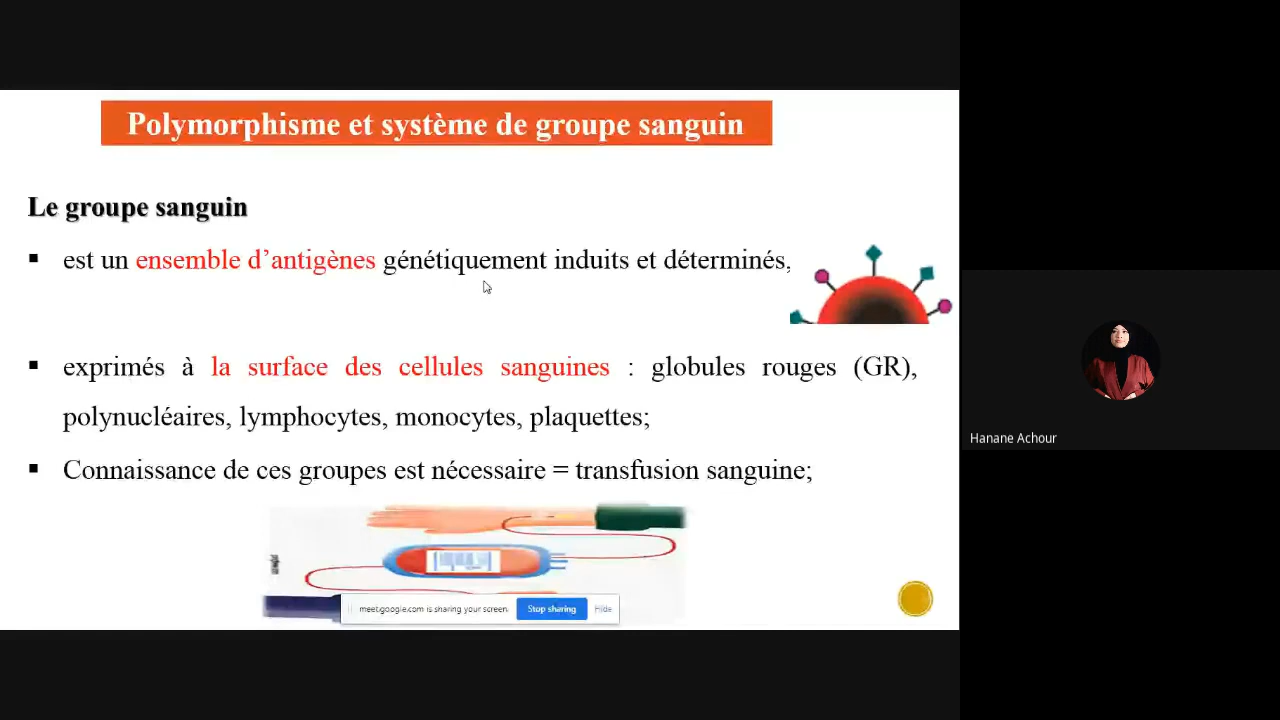 Polymorphisme et système de groupe sanguin
Le groupe sanguin
▪ est un ensemble d’antigènes génétiquement induits et déterminés,
▪ exprimés à la surface des cellules sanguines : globules rouges (GR),
polynucléaires, lymphocytes, monocytes, plaquettes;
▪ Connaissance de ces groupes est nécessaire = transfusion sanguine;
meet.google.com is sharing your screen.
Stop sharing
Hide
Hanane Achour